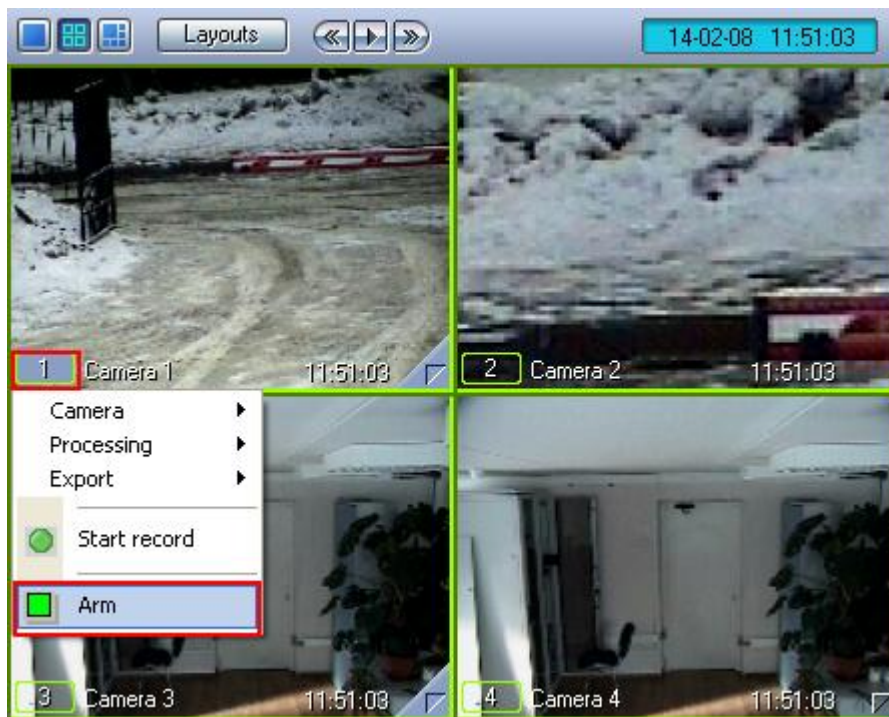 Layouts
14-02-08 11:51:03
1 Camera 1 11:51:03
2 Camera 2 11:51:03
Camera
Processing
Export
Start record
Arm
3 Camera 3 11:51:03
4 Camera 4 11:51:03